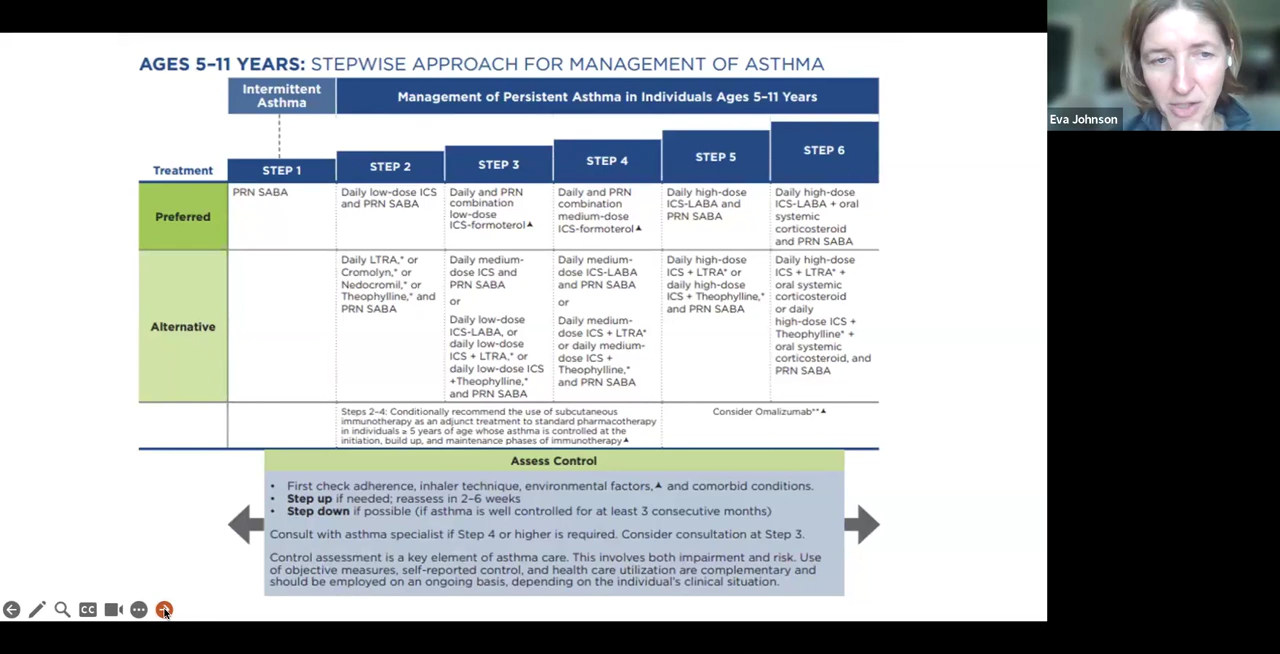 AGES 5–11 YEARS: STEPWISE APPROACH FOR MANAGEMENT OF ASTHMA
Intermittent
Asthma
Management of Persistent Asthma in Individuals Ages 5–11 Years
Treatment
STEP 1
STEP 2
STEP 3
STEP 4
STEP 5
STEP 6
Preferred
PRN SABA
Daily low-dose ICS
and PRN SABA
Daily and PRN
combination
low-dose
ICS-formoterol▲
Daily and PRN
combination
medium-dose
ICS-formoterol▲
Daily high-dose
ICS-LABA and
PRN SABA
Daily high-dose
ICS-LABA + oral
systemic
corticosteroid
and PRN SABA
Alternative
Daily LTRA,* or
Cromolyn,* or
Nedocromil,* or
Theophylline,* and
PRN SABA
Daily medium-
dose ICS and
PRN SABA
or
Daily low-dose
ICS-LABA, or
daily low-dose
ICS + LTRA,* or
daily low-dose ICS
+Theophylline,*
and PRN SABA
Daily medium-
dose ICS-LABA
and PRN SABA
or
Daily medium-
dose ICS + LTRA*
or daily medium-
dose ICS +
Theophylline,*
and PRN SABA
Daily high-dose
ICS + LTRA* or
daily high-dose
ICS + Theophylline,*
and PRN SABA
Daily high-dose
ICS + LTRA* +
oral systemic
corticosteroid
or daily
high-dose ICS +
Theophylline* +
oral systemic
corticosteroid, and
PRN SABA
Steps 2–4: Conditionally recommend the use of subcutaneous
immunotherapy as an adjunct treatment to standard pharmacotherapy
in individuals ≥ 5 years of age whose asthma is controlled at the
initiation, build up, and maintenance phases of immunotherapy▲
Consider Omalizumab**▲
Assess Control
• First check adherence, inhaler technique, environmental factors,▲ and comorbid conditions.
• Step up if needed; reassess in 2–6 weeks
• Step down if possible (if asthma is well controlled for at least 3 consecutive months)
Consult with asthma specialist if Step 4 or higher is required. Consider consultation at Step 3.
Control assessment is a key element of asthma care. This involves both impairment and risk. Use
of objective measures, self-reported control, and health care utilization are complementary and
should be employed on an ongoing basis, depending on the individual's clinical situation.
CC
Eva Johnson